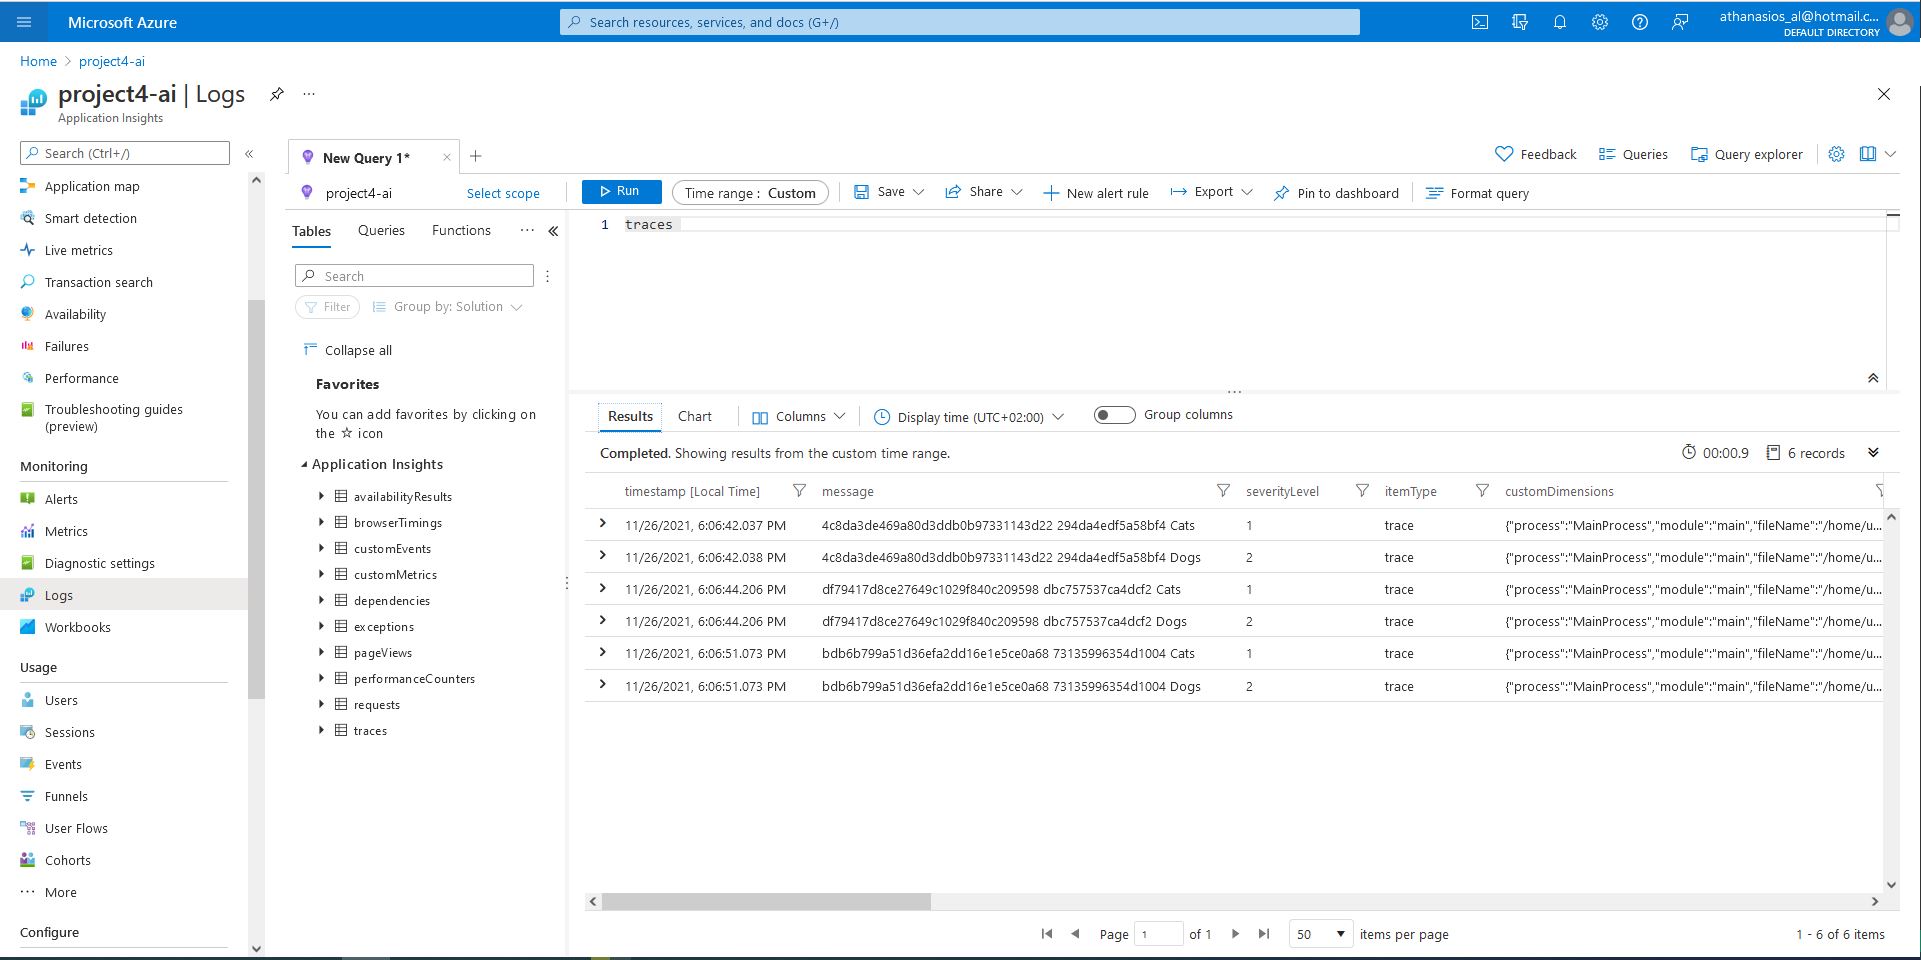 Microsoft Azure
Search resources, services, and docs (G+/)
athanasios_al@hotmail.c...
DEFAULT DIRECTORY
Home > project4-ai
project4-ai | Logs ...
Application Insights
Search (Ctrl+/)
Application map
Smart detection
Live metrics
Transaction search
Availability
Failures
Performance
Troubleshooting guides
(preview)
Monitoring
Alerts
Metrics
Diagnostic settings
Logs
Workbooks
Usage
Users
Sessions
Events
Funnels
User Flows
Cohorts
More
Configure
New Query 1*
Feedback Queries Query explorer
project4-ai Select scope
Run Time range : Custom Save Share New alert rule Export Pin to dashboard Format query
Tables Queries Functions ...
Search
Filter Group by: Solution
Collapse all
Favorites
You can add favorites by clicking on
the ☆ icon
Application Insights
availabilityResults
browserTimings
customEvents
customMetrics
dependencies
exceptions
pageViews
performanceCounters
requests
traces
1 traces
Results Chart Columns Display time (UTC+02:00) Group columns
Completed. Showing results from the custom time range. 00:00.9 6 records
timestamp [Local Time] message severityLevel itemType customDimensions
11/26/2021, 6:06:42.037 PM 4c8da3de469a80d3ddb0b97331143d22 294da4edf5a58bf4 Cats 1 trace {"process":"MainProcess","module":"main","fileName":"/home/u...
11/26/2021, 6:06:42.038 PM 4c8da3de469a80d3ddb0b97331143d22 294da4edf5a58bf4 Dogs 2 trace {"process":"MainProcess","module":"main","fileName":"/home/u...
11/26/2021, 6:06:44.206 PM df79417d8ce27649c1029f840c209598 dbc757537ca4dcf2 Cats 1 trace {"process":"MainProcess","module":"main","fileName":"/home/u...
11/26/2021, 6:06:44.206 PM df79417d8ce27649c1029f840c209598 dbc757537ca4dcf2 Dogs 2 trace {"process":"MainProcess","module":"main","fileName":"/home/u...
11/26/2021, 6:06:51.073 PM bdb6b799a51d36efa2dd16e1e5ce0a68 73135996354d1004 Cats 1 trace {"process":"MainProcess","module":"main","fileName":"/home/u...
11/26/2021, 6:06:51.073 PM bdb6b799a51d36efa2dd16e1e5ce0a68 73135996354d1004 Dogs 2 trace {"process":"MainProcess","module":"main","fileName":"/home/u...
Page 1 of 1 50 items per page 1 - 6 of 6 items